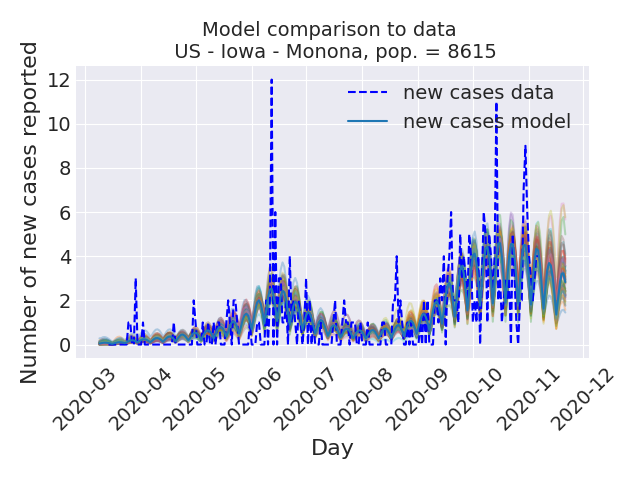 Model comparison to data
US - Iowa - Monona, pop. = 8615
Number of new cases reported
12
10
8
6
4
2
0
new cases data
new cases model
2020-03
2020-04
2020-05
2020-06
2020-07
2020-08
2020-09
2020-10
2020-11
2020-12
Day